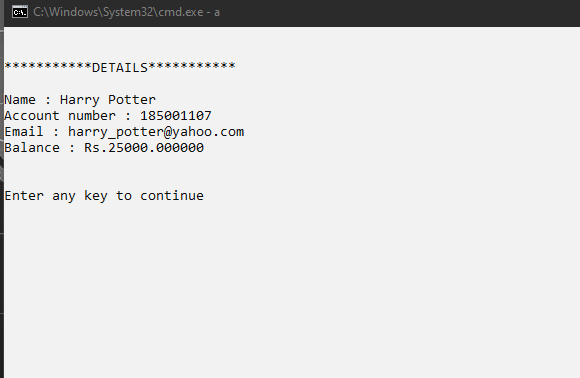 C:\Windows\System32\cmd.exe - a
***********DETAILS***********
Name : Harry Potter
Account number : 185001107
Email : harry_potter@yahoo.com
Balance : Rs.25000.000000
Enter any key to continue